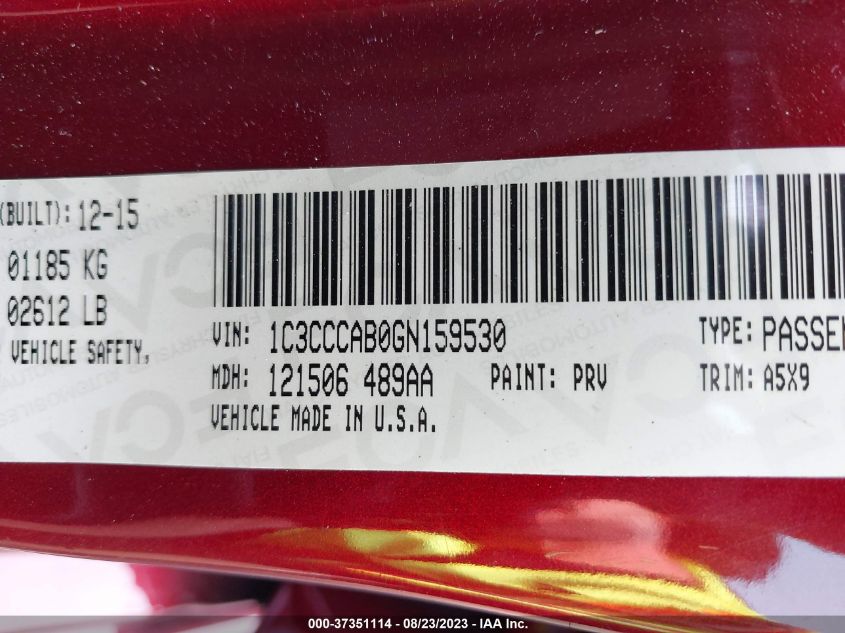 (BUILT): 12-15
01185 KG
02612 LB
VEHICLE SAFETY,
VIN: 1C3CCCAB0GN159530
TYPE: PASSEN
MDH: 121506 489AA
PAINT: PRV
TRIM: A5X9
VEHICLE MADE IN U.S.A.
000-37351114 - 08/23/2023 - IAA Inc.